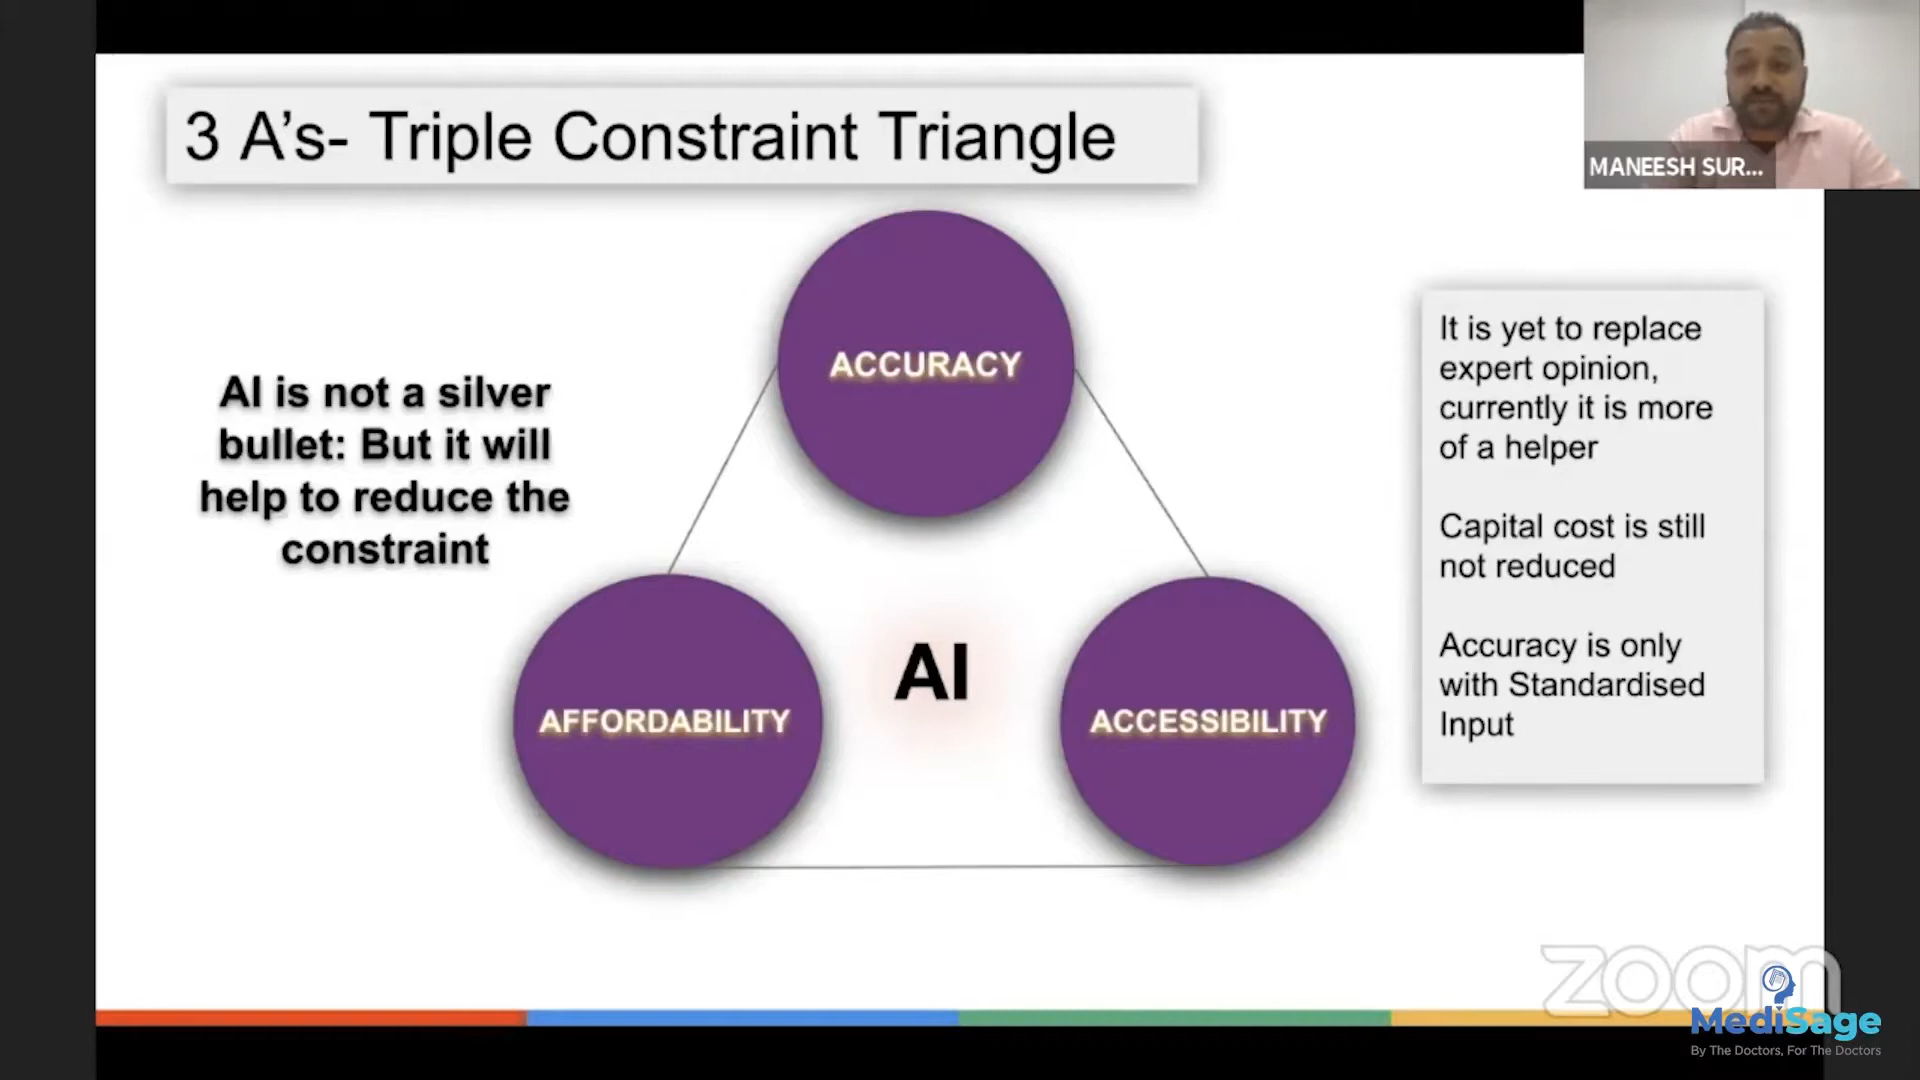 3 A’s- Triple Constraint Triangle
MANEESH SUR...
ACCURACY
AI is not a silver
bullet: But it will
help to reduce the
constraint
AFFORDABILITY
AI
ACCESSIBILITY
It is yet to replace
expert opinion,
currently it is more
of a helper
Capital cost is still
not reduced
Accuracy is only
with Standardised
Input
zoom
MediSage
By The Doctors, For The Doctors